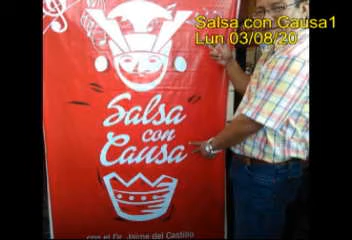 Salsa con Causa1
Lun 03/08/20
Salsa
con
Causa
con el Dr. Jaime del Castillo